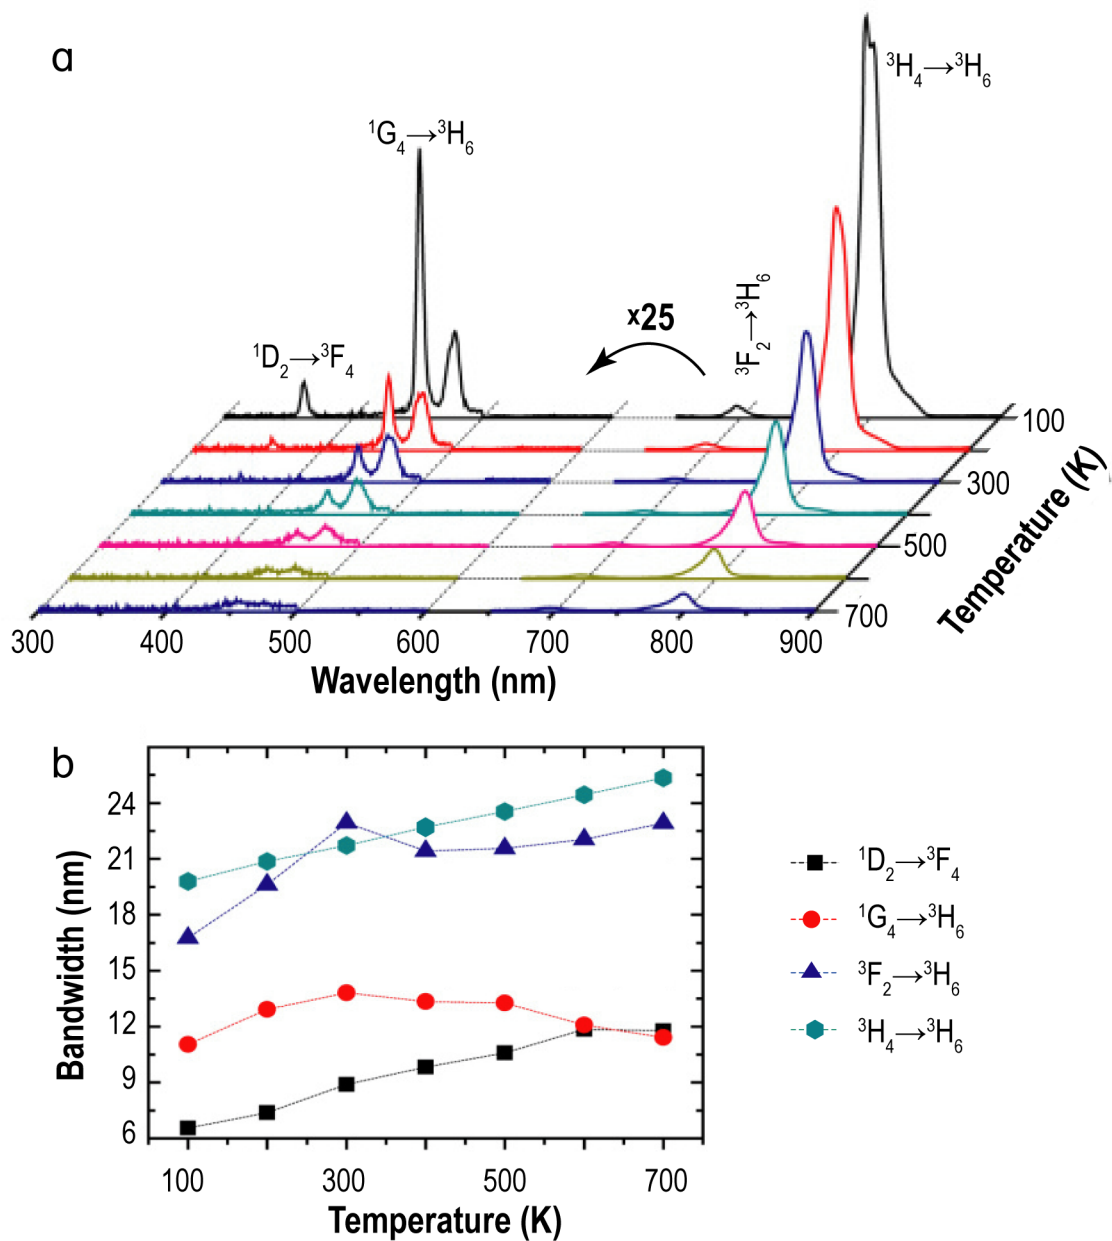 a
³H₄→³H₆
¹G₄→³H₆
³F₂→³H₆
x25
¹D₂→³F₄
100
300
500
700
Temperature (K)
300 400 500 600 700 800 900
Wavelength (nm)
b
24
21
18
15
12
9
6
Bandwidth (nm)
100 300 500 700
Temperature (K)
¹D₂→³F₄
¹G₄→³H₆
³F₂→³H₆
³H₄→³H₆